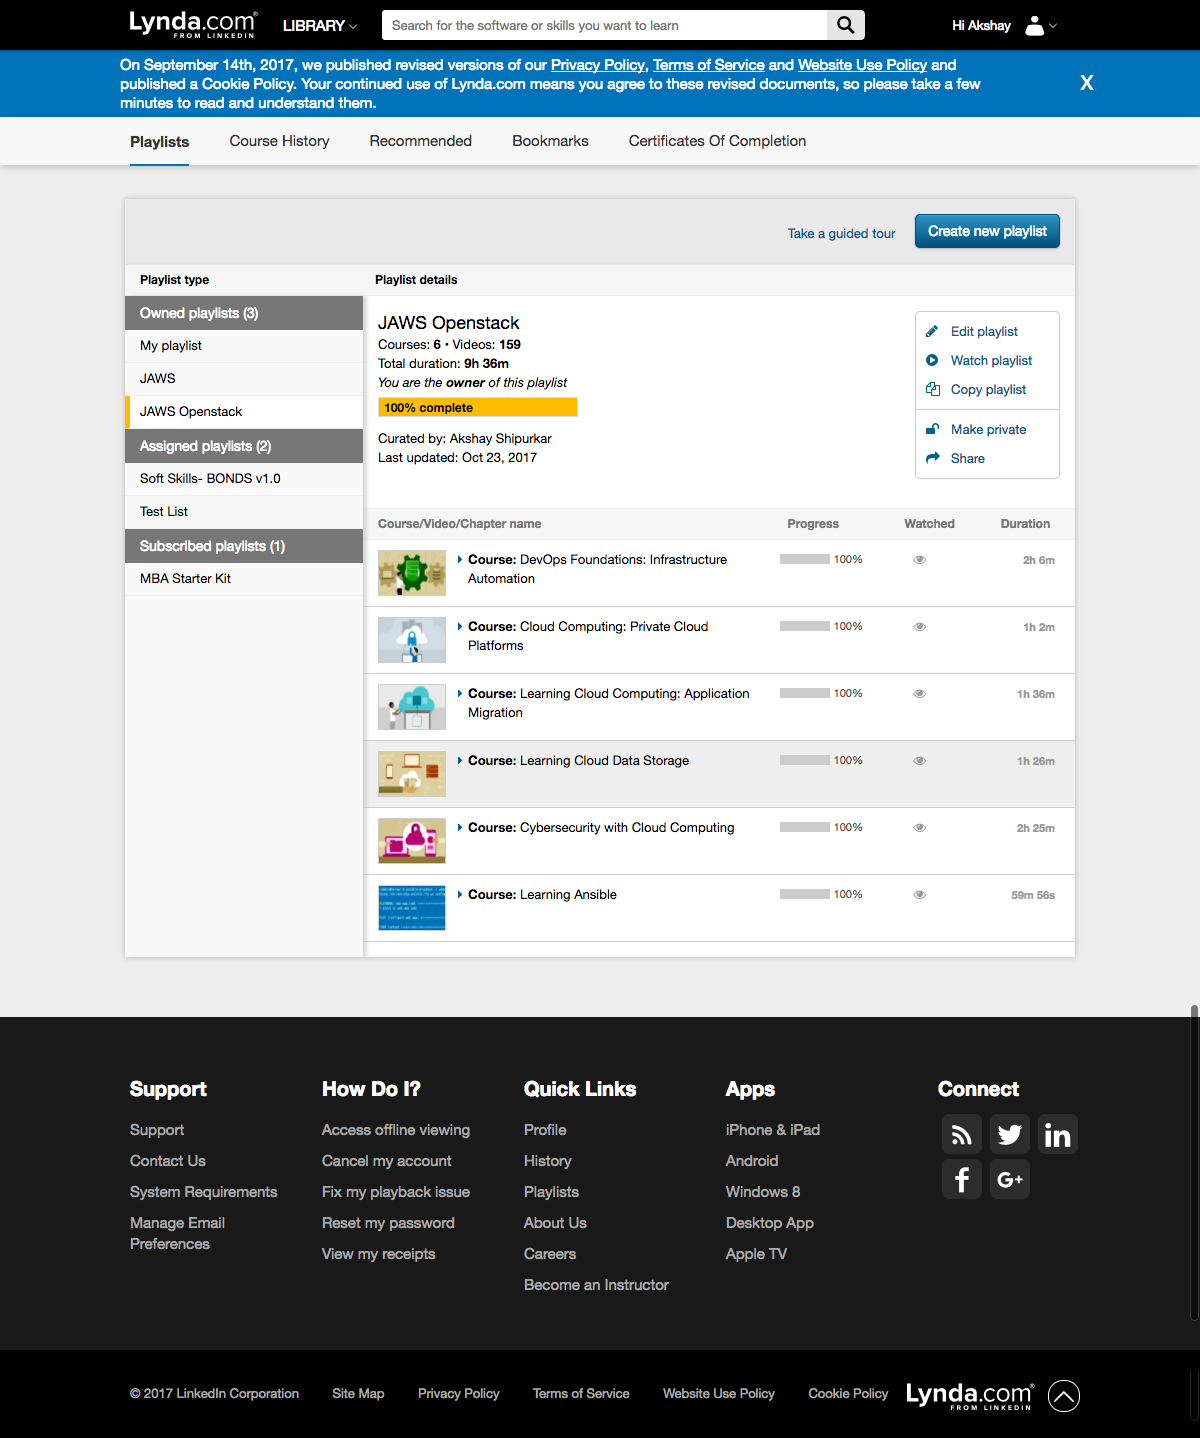 Lynda.com®
FROM LINKEDIN
LIBRARY
Search for the software or skills you want to learn
Hi Akshay
On September 14th, 2017, we published revised versions of our Privacy Policy, Terms of Service and Website Use Policy and
published a Cookie Policy. Your continued use of Lynda.com means you agree to these revised documents, so please take a few
minutes to read and understand them.
X
Playlists
Course History
Recommended
Bookmarks
Certificates Of Completion
Take a guided tour
Create new playlist
Playlist type
Playlist details
Owned playlists (3)
My playlist
JAWS
JAWS Openstack
Assigned playlists (2)
Soft Skills- BONDS v1.0
Test List
Subscribed playlists (1)
MBA Starter Kit
JAWS Openstack
Courses: 6 • Videos: 159
Total duration: 9h 36m
You are the owner of this playlist
100% complete
Curated by: Akshay Shipurkar
Last updated: Oct 23, 2017
Edit playlist
Watch playlist
Copy playlist
Make private
Share
Course/Video/Chapter name
Progress
Watched
Duration
Course: DevOps Foundations: Infrastructure
Automation
100%
2h 6m
Course: Cloud Computing: Private Cloud
Platforms
100%
1h 2m
Course: Learning Cloud Computing: Application
Migration
100%
1h 36m
Course: Learning Cloud Data Storage
100%
1h 26m
Course: Cybersecurity with Cloud Computing
100%
2h 25m
Course: Learning Ansible
100%
59m 56s
Support
Support
Contact Us
System Requirements
Manage Email
Preferences
How Do I?
Access offline viewing
Cancel my account
Fix my playback issue
Reset my password
View my receipts
Quick Links
Profile
History
Playlists
About Us
Careers
Become an Instructor
Apps
iPhone & iPad
Android
Windows 8
Desktop App
Apple TV
Connect
© 2017 LinkedIn Corporation
Site Map
Privacy Policy
Terms of Service
Website Use Policy
Cookie Policy
Lynda.com®
FROM LINKEDIN